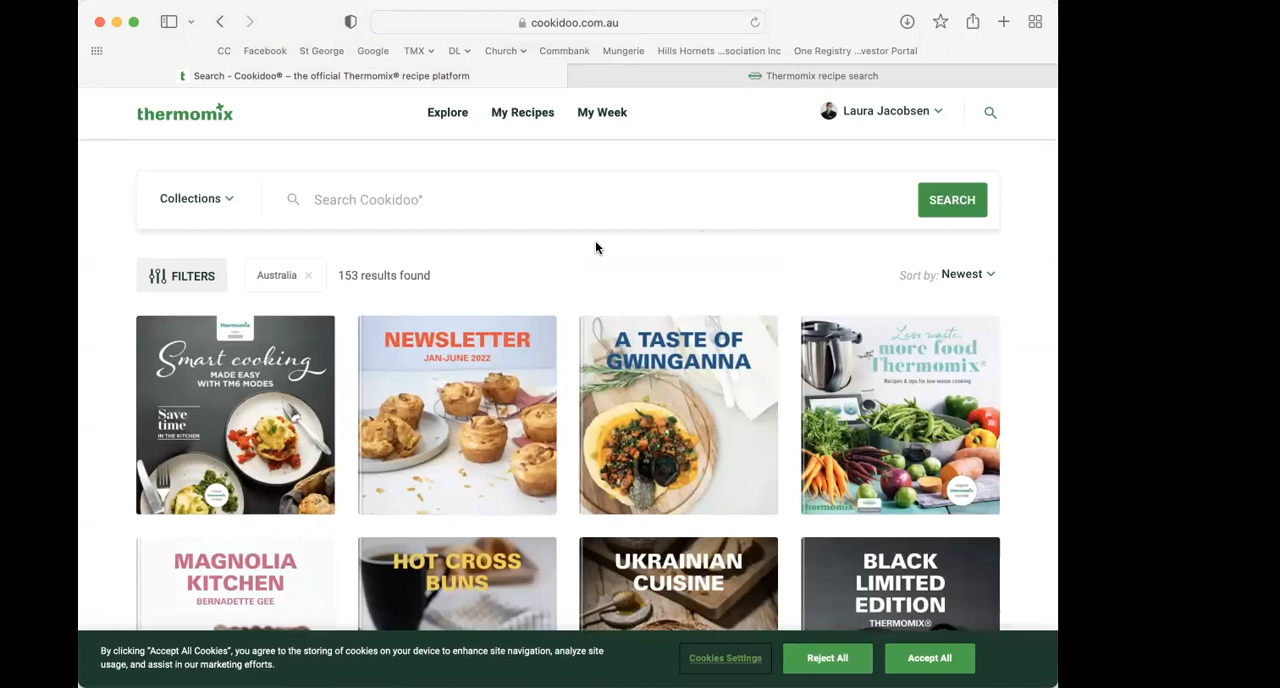 cookidoo.com.au
CC Facebook St George Google TMX DL Church Commbank Mungerie Hills Hornets ...sociation Inc One Registry ...vestor Portal
t Search - Cookidoo® – the official Thermomix® recipe platform
Thermomix recipe search
thermomix
Explore My Recipes My Week
Laura Jacobsen
Collections
Search Cookidoo®
SEARCH
FILTERS
Australia ×
153 results found
Sort by: Newest
thermomix
Smart cooking
MADE EASY
WITH TM6 MODES
Save
time
IN THE KITCHEN
NEWSLETTER
JAN-JUNE 2022
A TASTE OF
GWINGANNA
Less waste,
more food
with Thermomix®
Recipes & tips for low-waste cooking
thermomix
MAGNOLIA
KITCHEN
BERNADETTE GEE
HOT CROSS
BUNS
UKRAINIAN
CUISINE
BLACK
LIMITED
EDITION
THERMOMIX®
By clicking “Accept All Cookies”, you agree to the storing of cookies on your device to enhance site navigation, analyze site
usage, and assist in our marketing efforts.
Cookies Settings
Reject All
Accept All